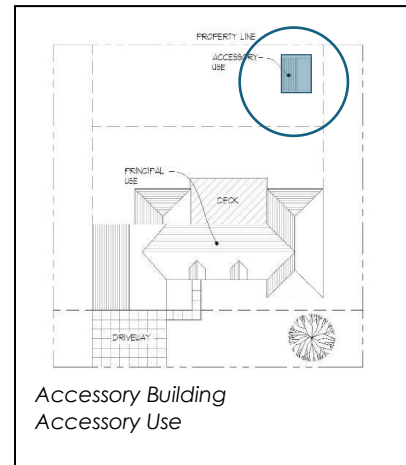 PROPERTY LINE
ACCESSORY
USE
PRINCIPAL
USE
DECK
DRIVEWAY
Accessory Building
Accessory Use